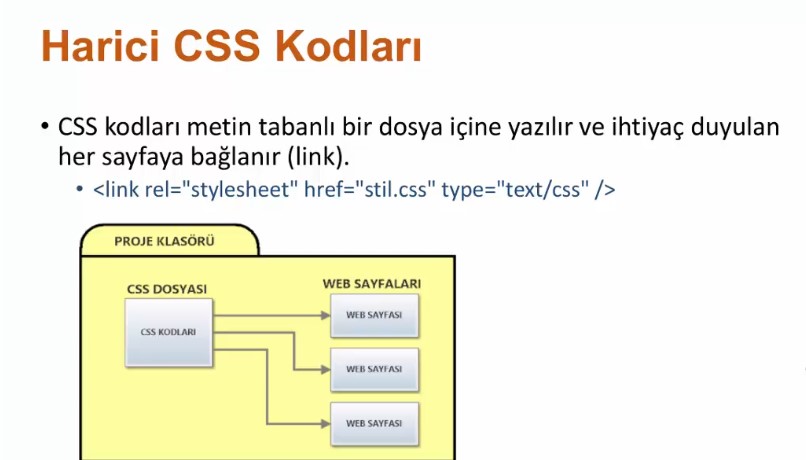 Harici CSS Kodları
• CSS kodları metin tabanlı bir dosya içine yazılır ve ihtiyaç duyulan
her sayfaya bağlanır (link).
• <link rel="stylesheet" href="stil.css" type="text/css" />
PROJE KLASÖRÜ
CSS DOSYASI
WEB SAYFALARI
CSS KODLARI
WEB SAYFASI
WEB SAYFASI
WEB SAYFASI